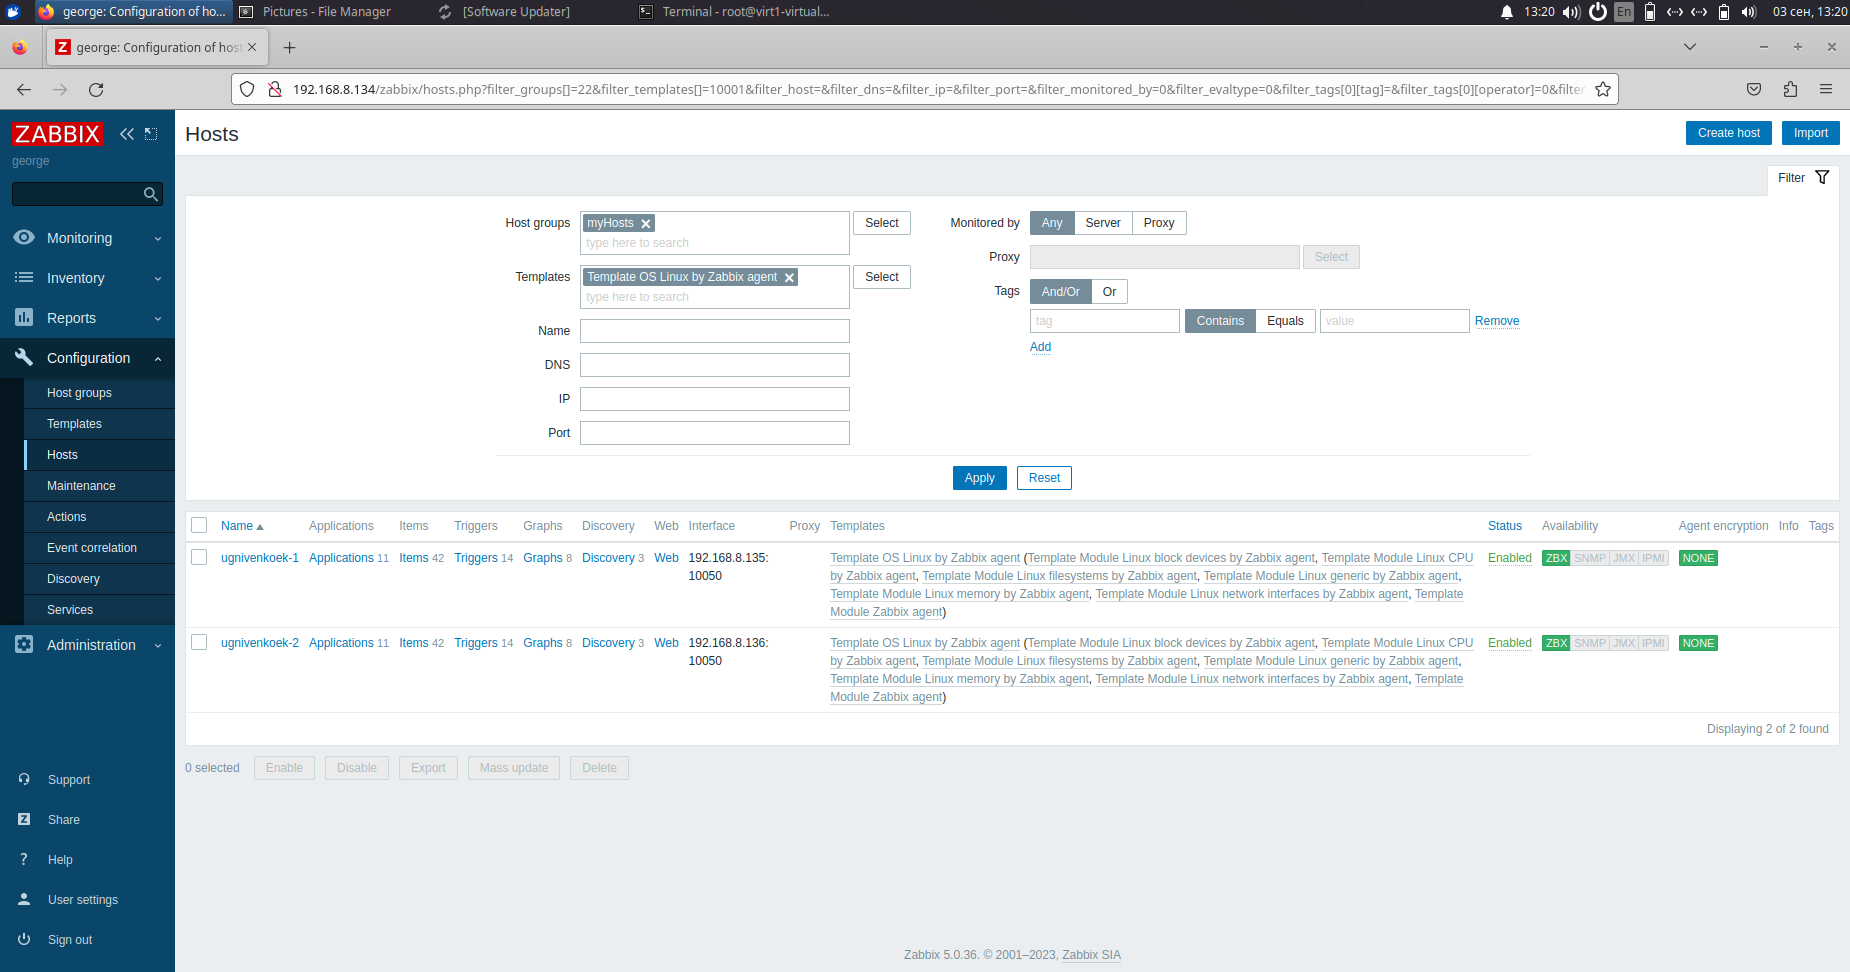 george: Configuration of ho...
Pictures - File Manager
[Software Updater]
Terminal - root@virt1-virtual...
13:20
En
03 сен, 13:20
Z george: Configuration of host
192.168.8.134/zabbix/hosts.php?filter_groups[]=22&filter_templates[]=10001&filter_host=&filter_dns=&filter_ip=&filter_port=&filter_monitored_by=0&filter_evaltype=0&filter_tags[0][tag]=&filter_tags[0][operator]=0&filter
ZABBIX
george
Monitoring
Inventory
Reports
Configuration
Host groups
Templates
Hosts
Maintenance
Actions
Event correlation
Discovery
Services
Administration
Support
Z Share
? Help
User settings
Sign out
Hosts
Create host Import
Filter
Host groups myHosts Select
type here to search
Templates Template OS Linux by Zabbix agent Select
type here to search
Name
DNS
IP
Port
Monitored by Any Server Proxy
Proxy Select
Tags And/Or Or
tag Contains Equals value Remove
Add
Apply Reset
Name Applications Items Triggers Graphs Discovery Web Interface Proxy Templates Status Availability Agent encryption Info Tags
ugnivenkoek-1 Applications 11 Items 42 Triggers 14 Graphs 8 Discovery 3 Web 192.168.8.135: Template OS Linux by Zabbix agent (Template Module Linux block devices by Zabbix agent, Template Module Linux CPU Enabled ZBX SNMP JMX IPMI NONE
10050 by Zabbix agent, Template Module Linux filesystems by Zabbix agent, Template Module Linux generic by Zabbix agent,
Template Module Linux memory by Zabbix agent, Template Module Linux network interfaces by Zabbix agent, Template
Module Zabbix agent)
ugnivenkoek-2 Applications 11 Items 42 Triggers 14 Graphs 8 Discovery 3 Web 192.168.8.136: Template OS Linux by Zabbix agent (Template Module Linux block devices by Zabbix agent, Template Module Linux CPU Enabled ZBX SNMP JMX IPMI NONE
10050 by Zabbix agent, Template Module Linux filesystems by Zabbix agent, Template Module Linux generic by Zabbix agent,
Template Module Linux memory by Zabbix agent, Template Module Linux network interfaces by Zabbix agent, Template
Module Zabbix agent)
Displaying 2 of 2 found
0 selected Enable Disable Export Mass update Delete
Zabbix 5.0.36. © 2001–2023, Zabbix SIA